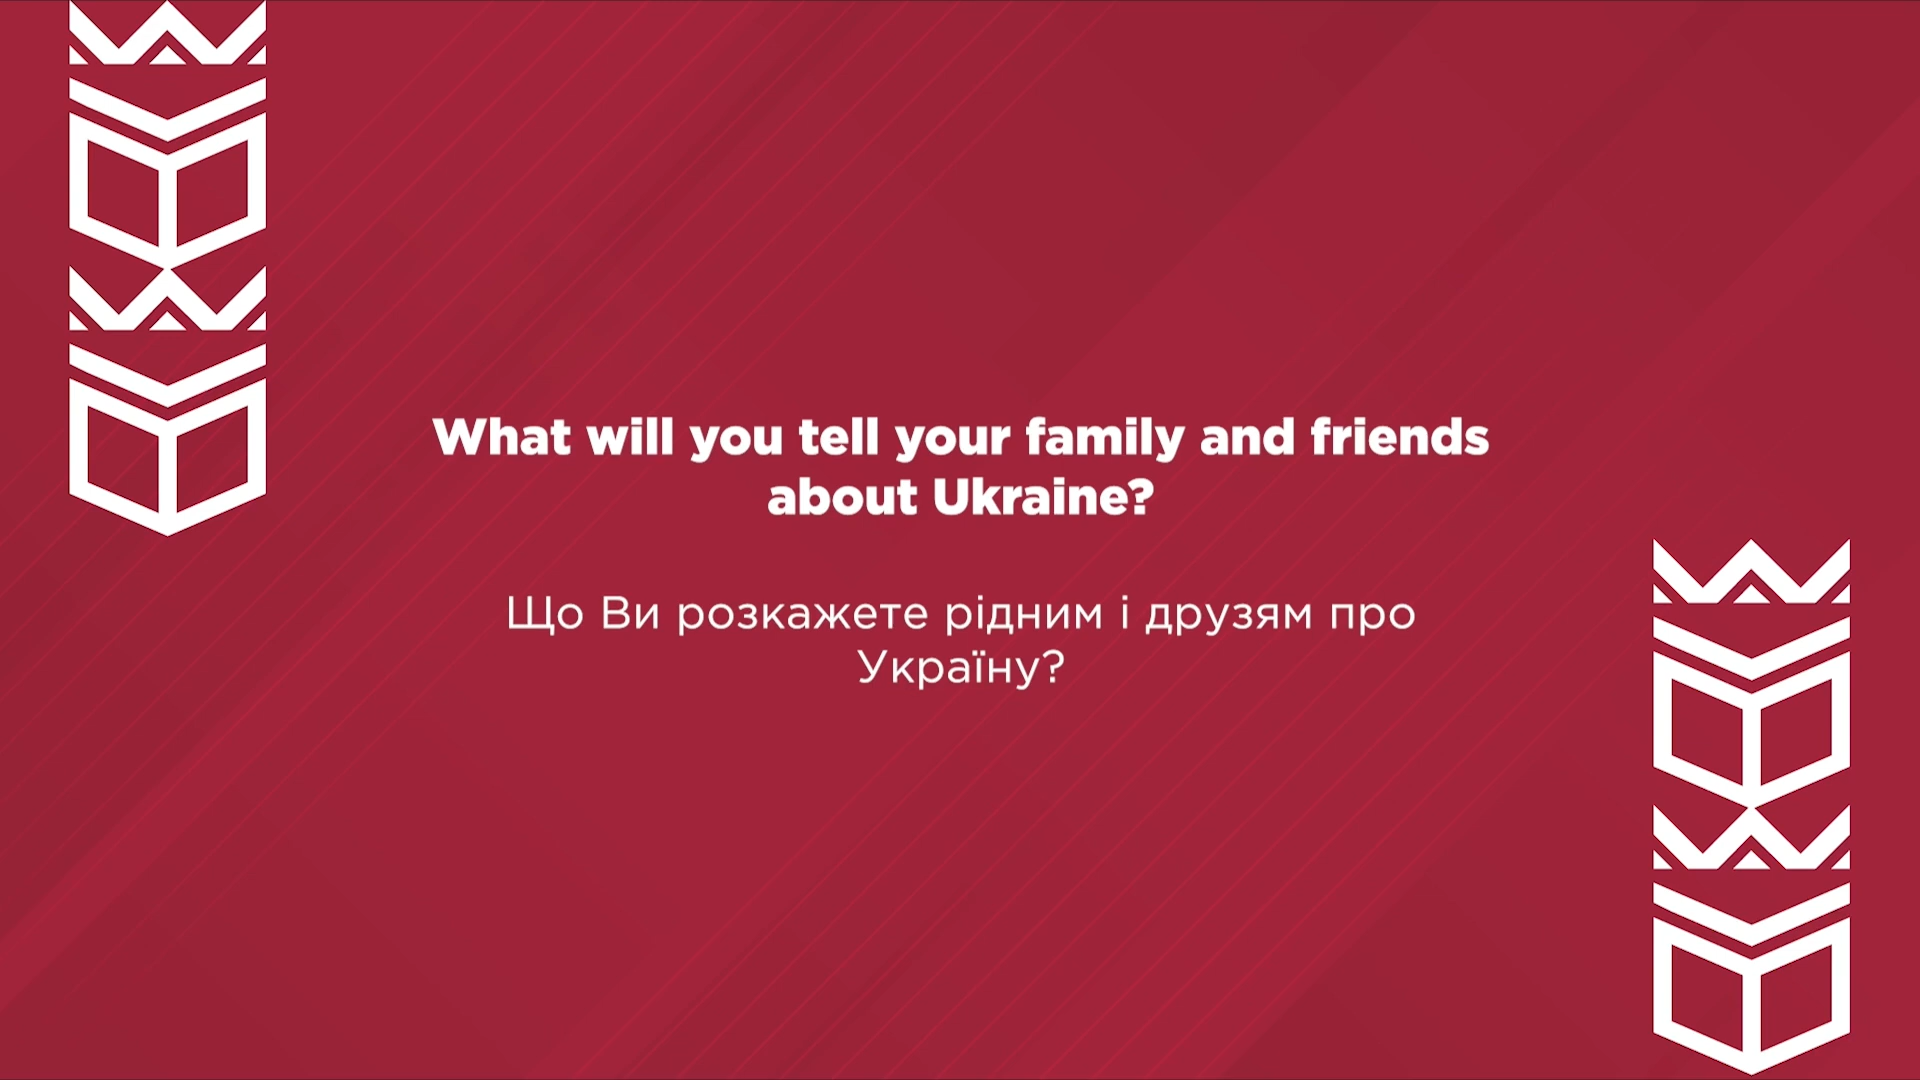 What will you tell your family and friends
about Ukraine?
Що Ви розкажете рідним і друзям про
Україну?